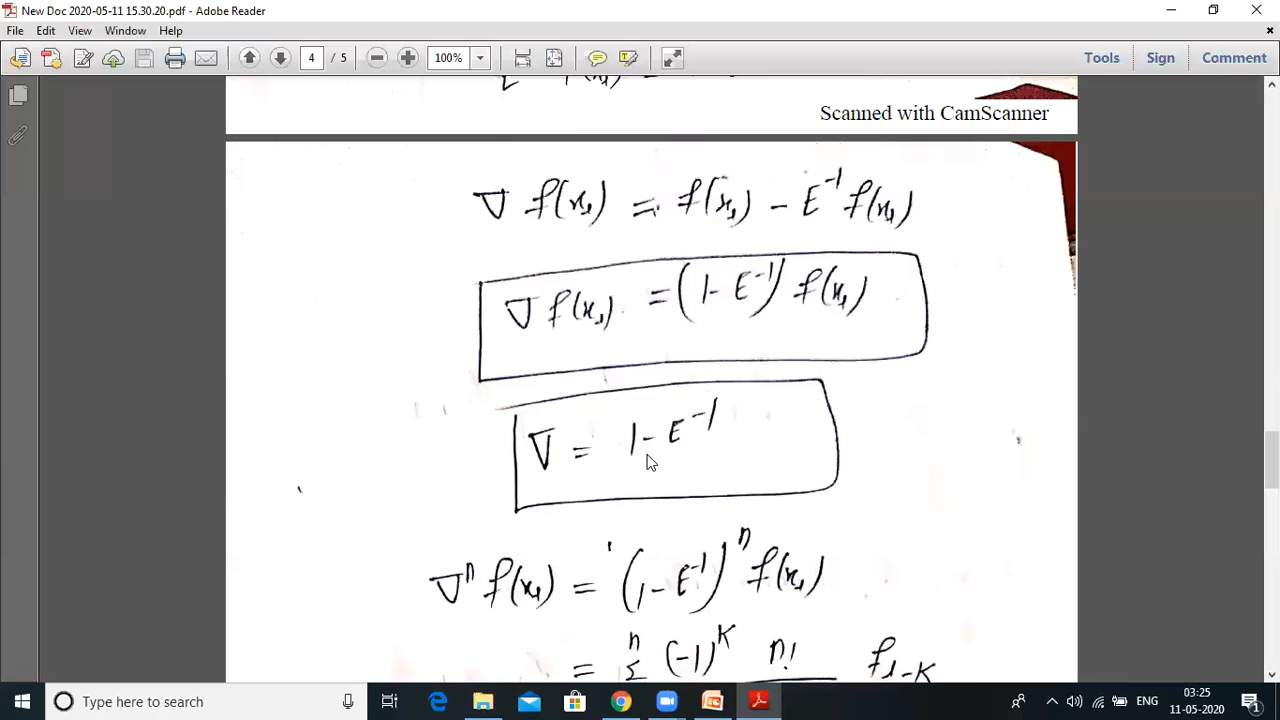 New Doc 2020-05-11 15.30.20.pdf - Adobe Reader
File Edit View Window Help
4 / 5 100% Tools Sign Comment
Scanned with CamScanner
∇ f(x₁) = f(x₁) - E⁻¹ f(x₁)
∇ f(x₁) = (1 - E⁻¹) f(x₁)
∇ = 1 - E⁻¹
∇ⁿ f(x₁) = (1 - E⁻¹)ⁿ f(x₁)
= n Σ (-1)ᴷ n! f₁₋ₖ
Type here to search ENG 03:25
11-05-2020